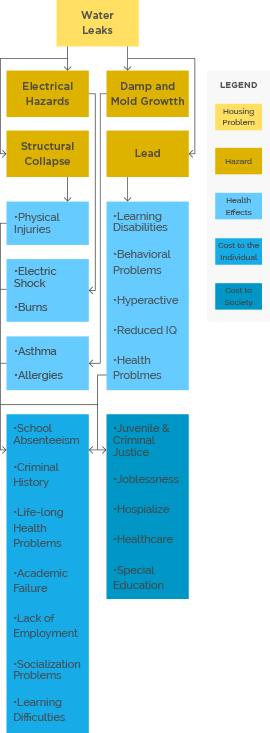 Water
Leaks
Electrical
Hazards
Damp and
Mold Growtth
LEGEND
Housing
Problem
Structural
Collapse
Lead
Hazard
Health
Effects
Cost to the
Individual
Cost to
Society
•Physical
Injuries
•Learning
Disabilities
•Behavioral
Problems
•Hyperactive
•Reduced IQ
•Health
Problmes
•Electric
Shock
•Burns
•Asthma
•Allergies
•School
Absenteeism
•Criminal
History
•Life-long
Health
Problems
•Academic
Failure
•Lack of
Employment
•Socialization
Problems
•Learning
Difficulties
•Juvenile &
Criminal
Justice
•Joblessness
•Hospialize
•Healthcare
•Special
Education